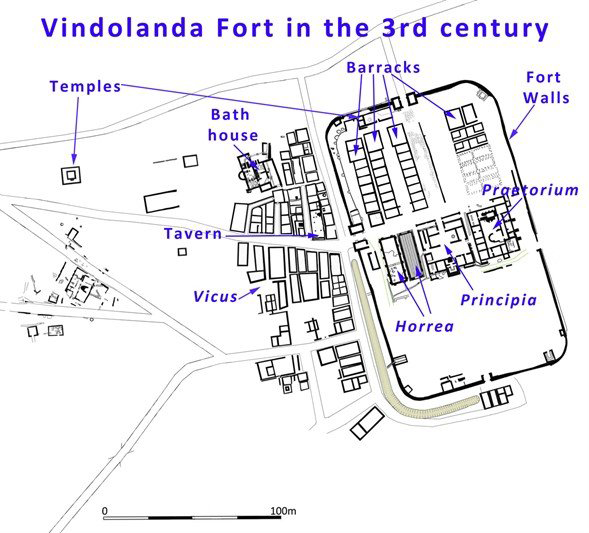 Vindolanda Fort in the 3rd century
Barracks
Temples
Fort
Walls
Bath
house
Praetorium
Tavern
Vicus
Principia
Horrea
0
100m